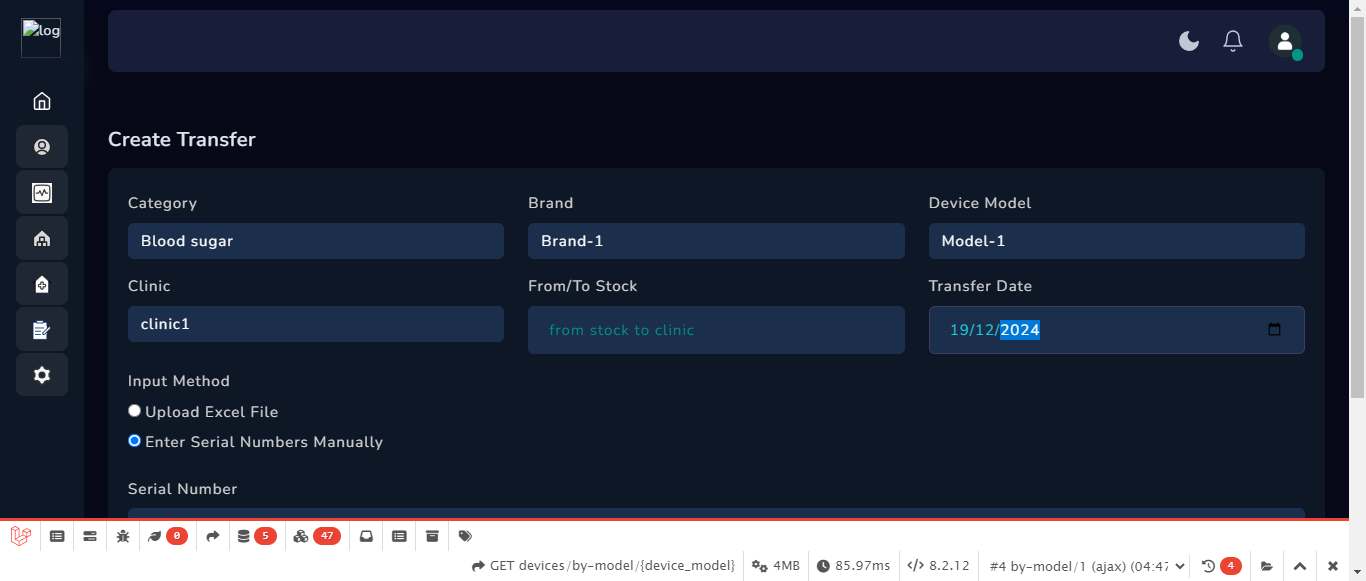 log
Create Transfer
Category
Brand
Device Model
Blood sugar
Brand-1
Model-1
Clinic
From/To Stock
Transfer Date
clinic1
from stock to clinic
19/12/2024
Input Method
Upload Excel File
Enter Serial Numbers Manually
Serial Number
0
5
47
GET devices/by-model/{device_model}
4MB
85.97ms
8.2.12
#4 by-model/1 (ajax) (04:47
4